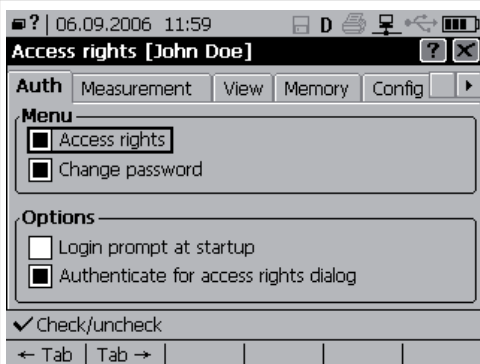 ? 06.09.2006 11:59 D
Access rights [John Doe] ? X
Auth Measurement View Memory Config
Menu
Access rights
Change password
Options
Login prompt at startup
Authenticate for access rights dialog
Check/uncheck
← Tab Tab →